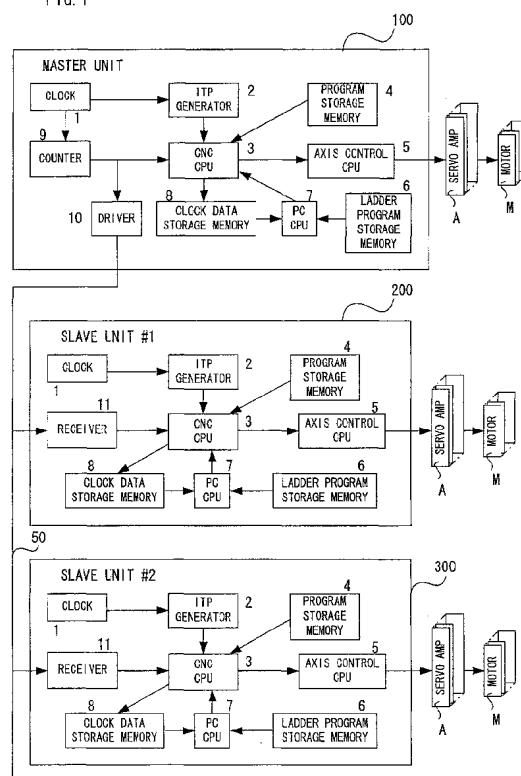 FIG. 1
100
MASTER UNIT
CLOCK
1
ITP
GENERATOR
2
PROGRAM
STORAGE
MEMORY
4
9
COUNTER
CNC
CPU
3
AXIS CONTROL
CPU
5
SERVO AMP
MOTOR
10
DRIVER
8
CLOCK DATA
STORAGE MEMORY
7
PC
CPU
6
LADDER
PROGRAM
STORAGE
MEMORY
A
M
200
SLAVE UNIT #1
CLOCK
1
ITP
GENERATOR
2
4
PROGRAM
STORAGE
MEMORY
11
RECEIVER
CNC
CPU
3
5
AXIS CONTROL
CPU
SERVO AMP
MOTOR
8
CLOCK DATA
STORAGE MEMORY
7
PC
CPU
6
LADDER PROGRAM
STORAGE MEMORY
A
M
50
SLAVE UNIT #2
300
CLOCK
1
ITP
GENERATOR
2
4
PROGRAM
STORAGE
MEMORY
11
RECEIVER
CNC
CPU
3
5
AXIS CONTROL
CPU
SERVO AMP
MOTOR
8
CLOCK DATA
STORAGE MEMORY
7
PC
CPU
6
LADDER PROGRAM
STORAGE MEMORY
A
M